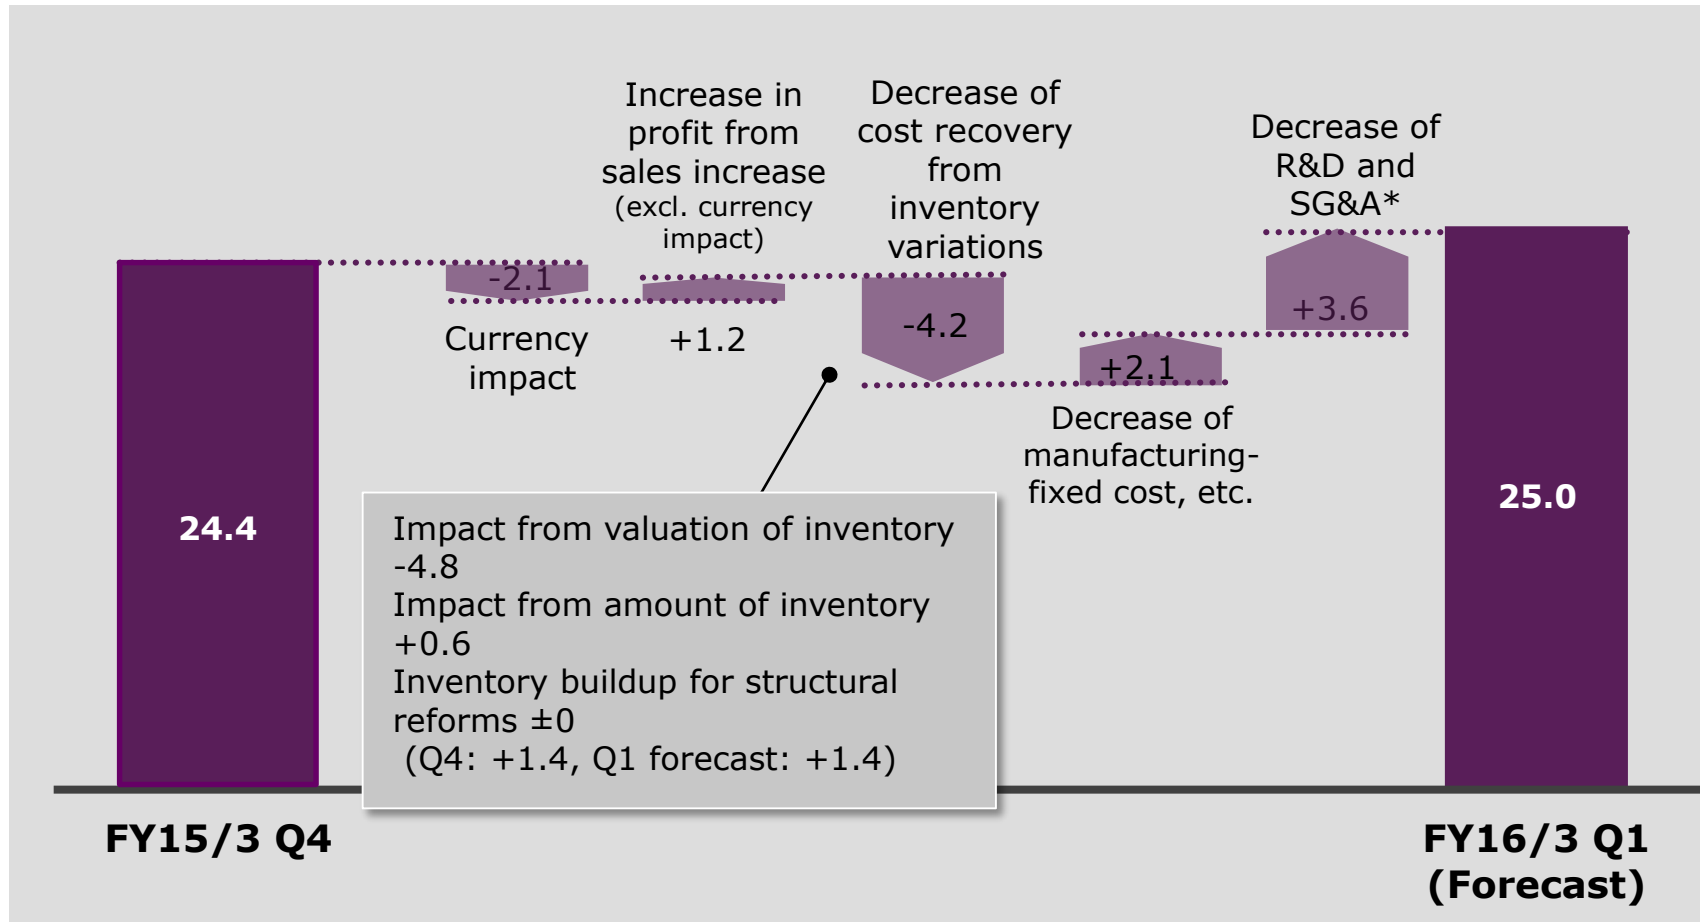 Increase in
profit from
sales increase
(excl. currency
impact)
Decrease of
cost recovery
from
inventory
variations
Decrease of
R&D and
SG&A*
-2.1
Currency
impact
+1.2
-4.2
+2.1
Decrease of
manufacturing-
fixed cost, etc.
+3.6
24.4
25.0
Impact from valuation of inventory
-4.8
Impact from amount of inventory
+0.6
Inventory buildup for structural
reforms ±0
(Q4: +1.4, Q1 forecast: +1.4)
FY15/3 Q4
FY16/3 Q1
(Forecast)